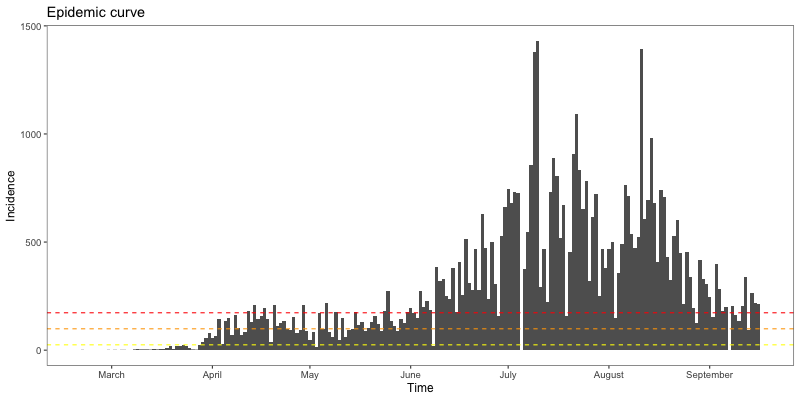 Epidemic curve
1500
1000
500
0
Incidence
March April May June July August September
Time